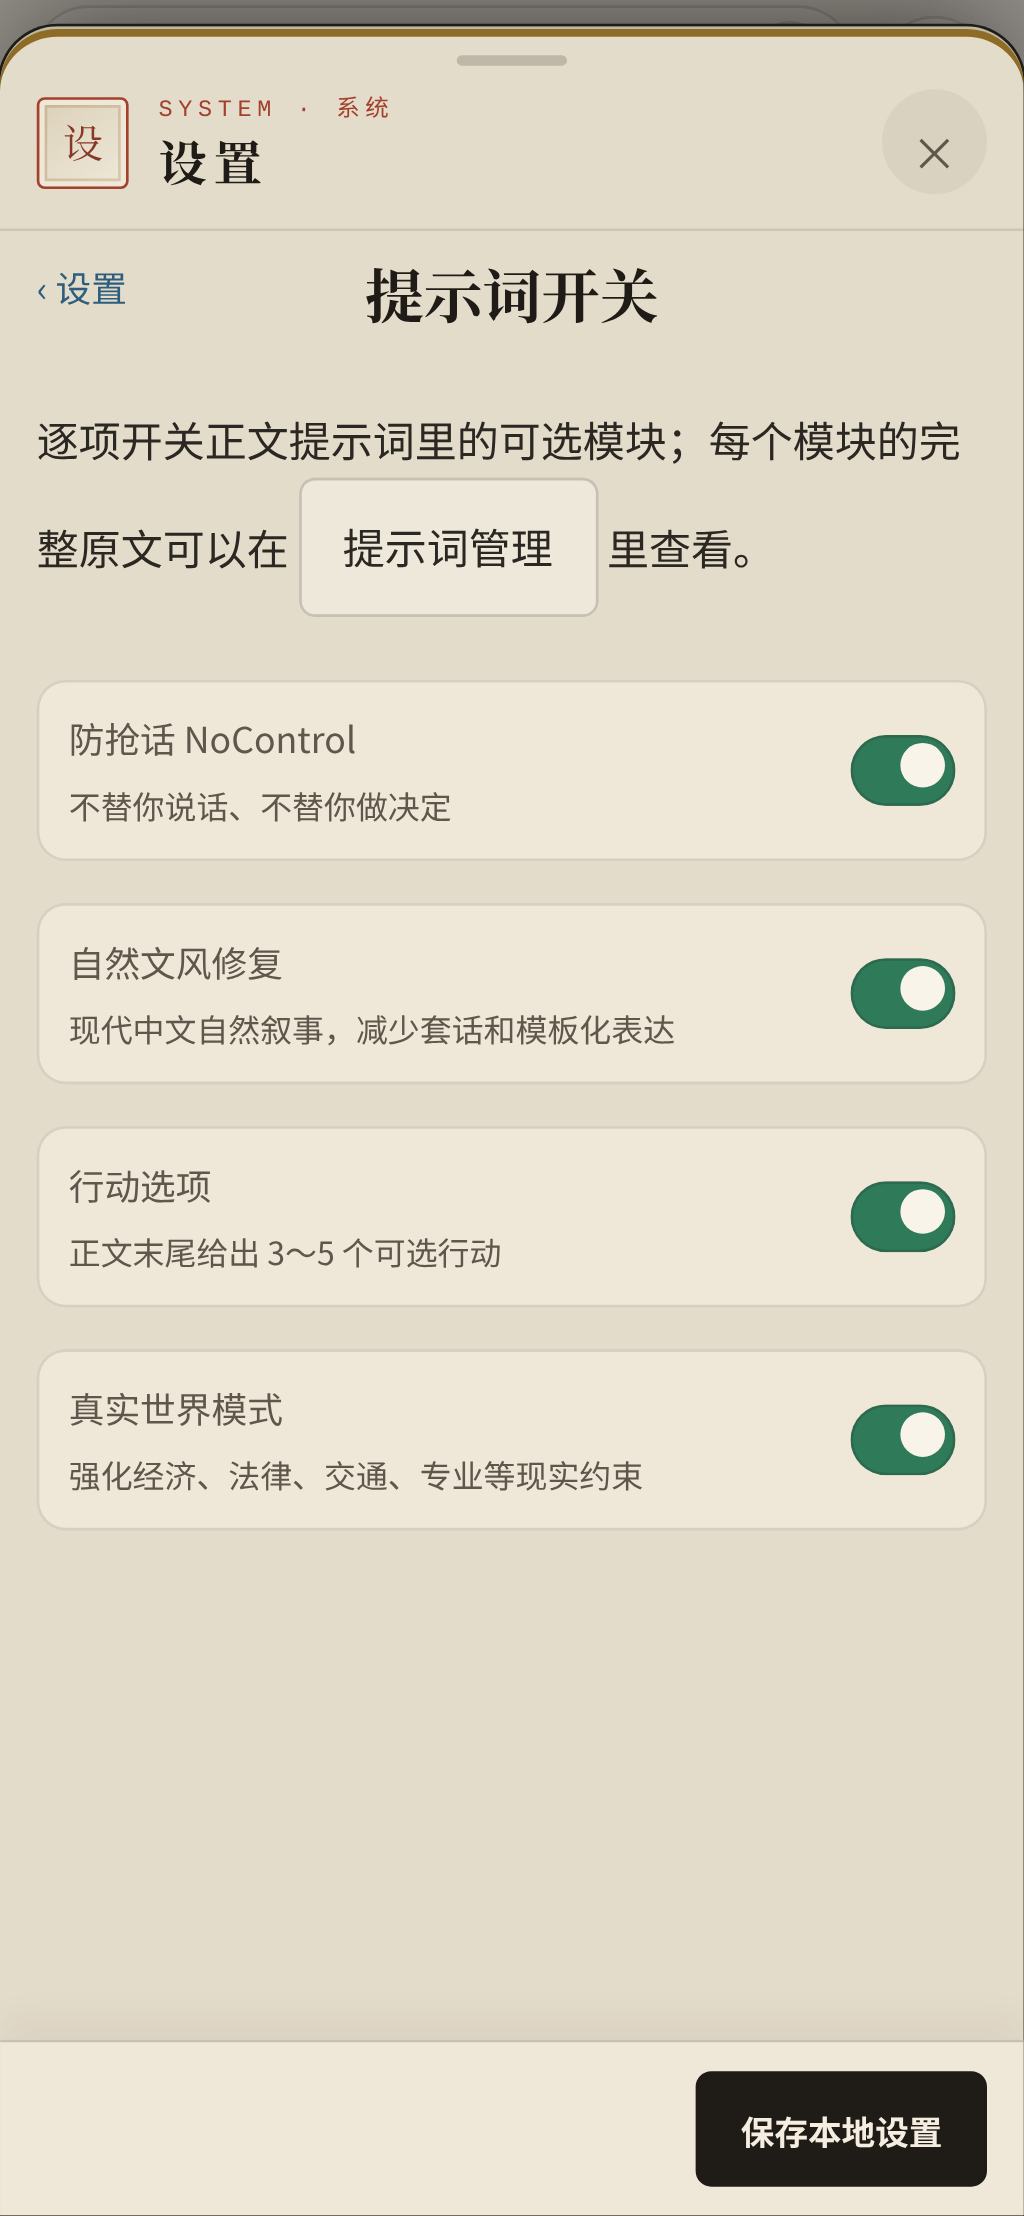 设
SYSTEM · 系统
设置
‹ 设置
提示词开关
逐项开关正文提示词里的可选模块；每个模块的完
整原文可以在 提示词管理 里查看。
防抢话 NoControl
不替你说话、不替你做决定
自然文风修复
现代中文自然叙事，减少套话和模板化表达
行动选项
正文末尾给出 3～5 个可选行动
真实世界模式
强化经济、法律、交通、专业等现实约束
保存本地设置